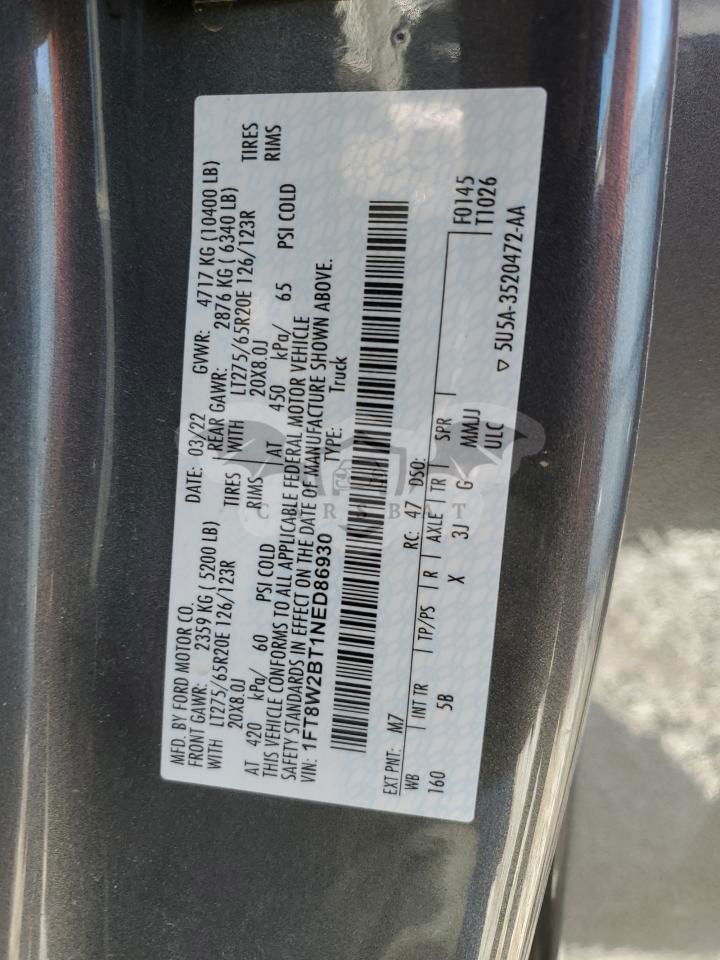 MFD. BY FORD MOTOR CO.
DATE: 03/22 GVWR: 4717 KG (10400 LB)
FRONT GAWR: 2359 KG ( 5200 LB) REAR GAWR: 2876 KG ( 6340 LB)
WITH LT275/65R20E 126/123R TIRES WITH LT275/65R20E 126/123R TIRES
20X8.0J RIMS 20X8.0J RIMS
AT 420 kPa/ 60 PSI COLD AT 450 kPa/ 65 PSI COLD
THIS VEHICLE CONFORMS TO ALL APPLICABLE FEDERAL MOTOR VEHICLE
SAFETY STANDARDS IN EFFECT ON THE DATE OF MANUFACTURE SHOWN ABOVE.
VIN: 1FT8W2BT1NED86930 TYPE: Truck
EXT PNT: M7 RC: 47 DSO: F0145
WB INT TR TP/PS R AXLE TR SPR T1026
160 5B X 3J G MMJJ
ULC
▽ 5U5A-3520472-AA
CARSBAT